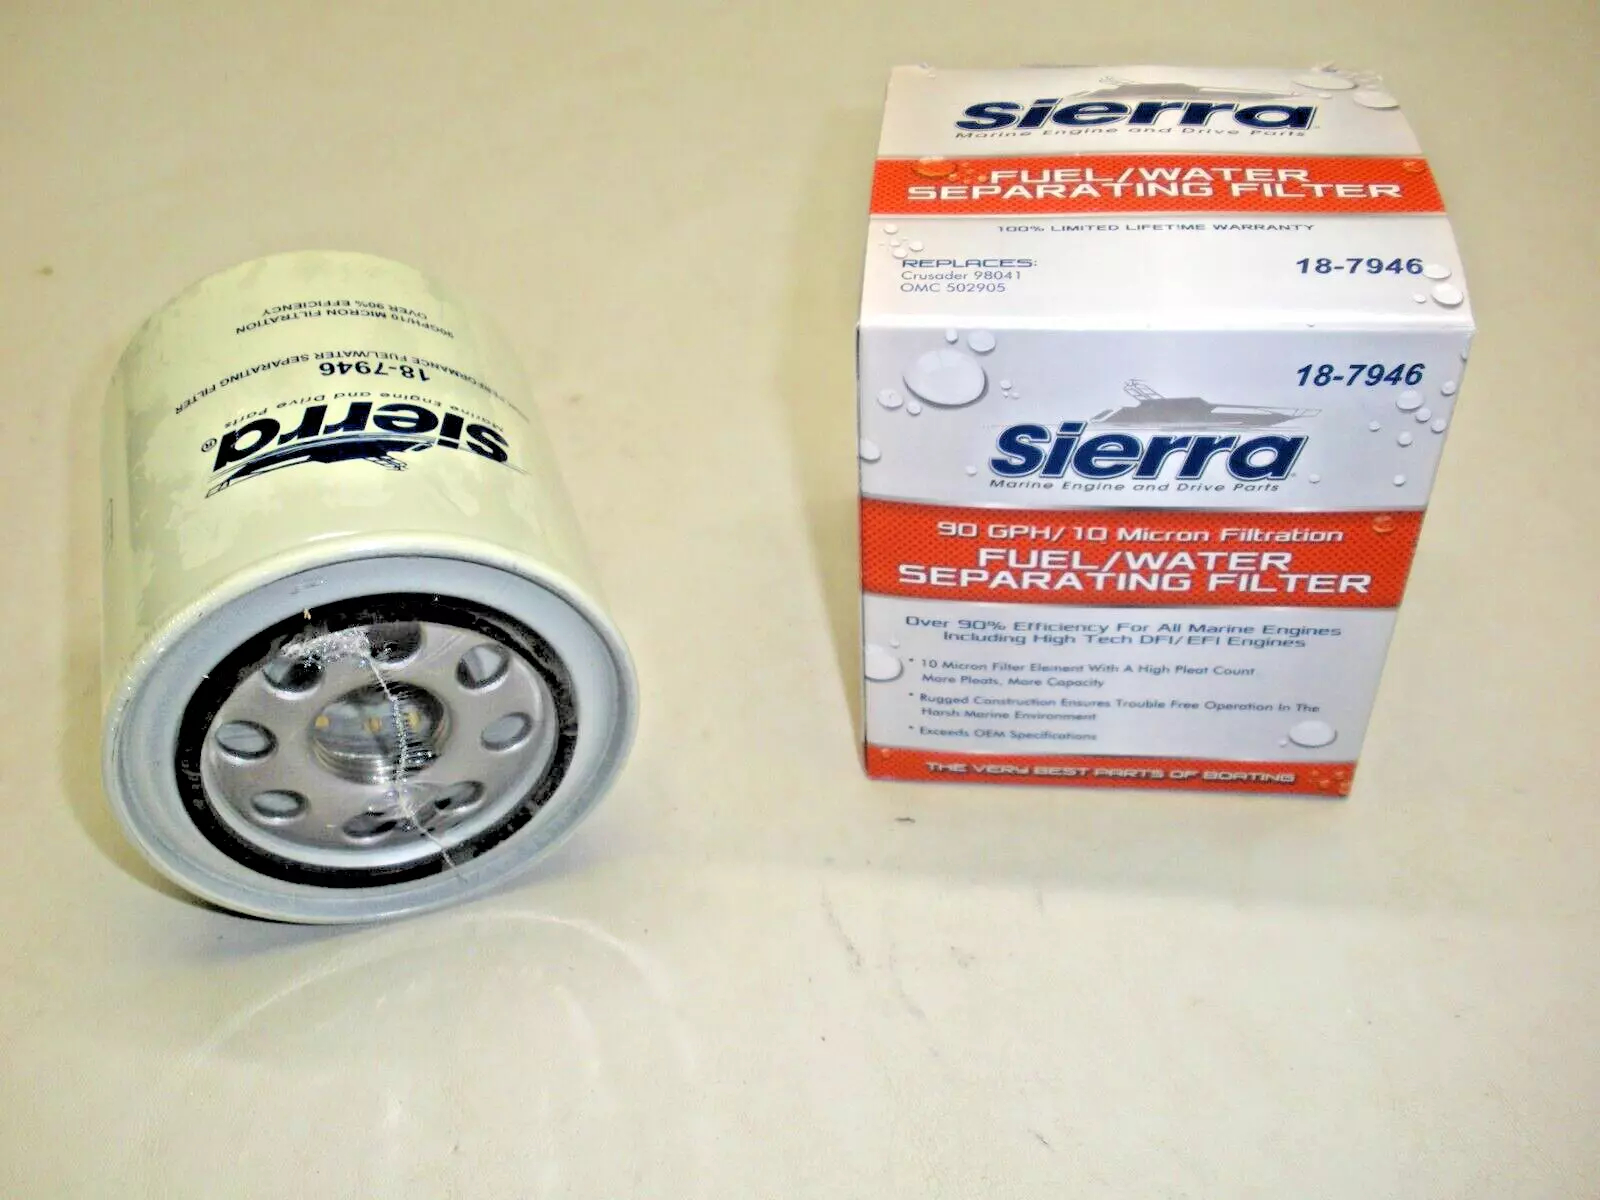 sierra
Marine Engine and Drive Parts
FUEL/WATER
SEPARATING FILTER
100% LIMITED LIFETIME WARRANTY
REPLACES:
Crusader 98041
OMC 502905
18-7946
18-7946
sierra
Marine Engine and Drive Parts
90 GPH/10 Micron Filtration
FUEL/WATER
SEPARATING FILTER
Over 90% Efficiency For All Marine Engines
Including High Tech DFI/EFI Engines
• 10 Micron Filter Element With A High Pleat Count
More Pleats, More Capacity
• Rugged Construction Ensures Trouble Free Operation In The
Harsh Marine Environment
• Exceeds OEM Specifications
THE VERY BEST PARTS OF BOATING
sierra®
Marine Engine and Drive Parts
18-7946
PERFORMANCE FUEL/WATER SEPARATING FILTER
90GPH/10 MICRON FILTRATION
OVER 90% EFFICIENCY